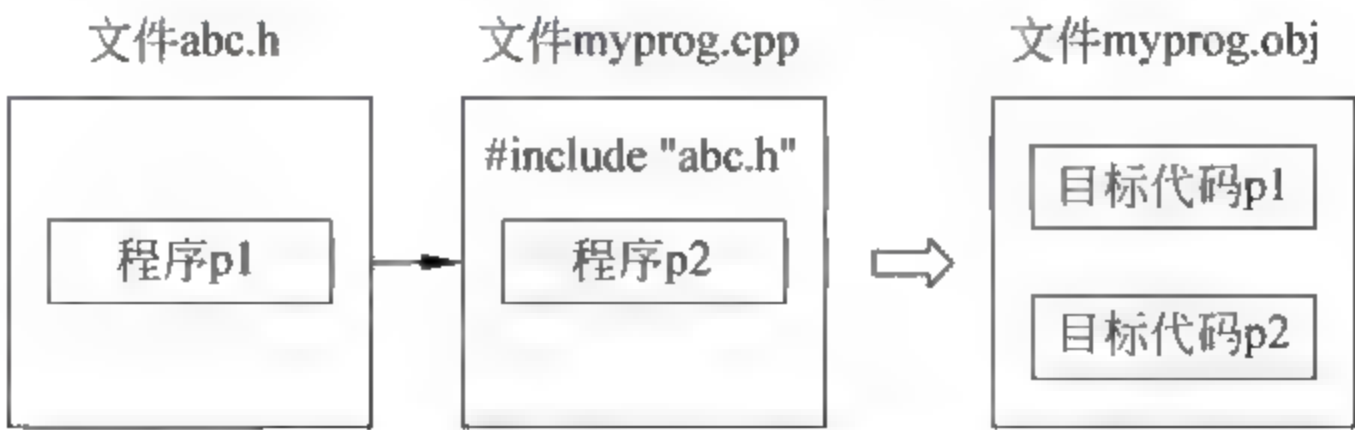 文件abc.h
文件myprog.cpp
文件myprog.obj
#include "abc.h"
程序p1
程序p2
目标代码p1
目标代码p2